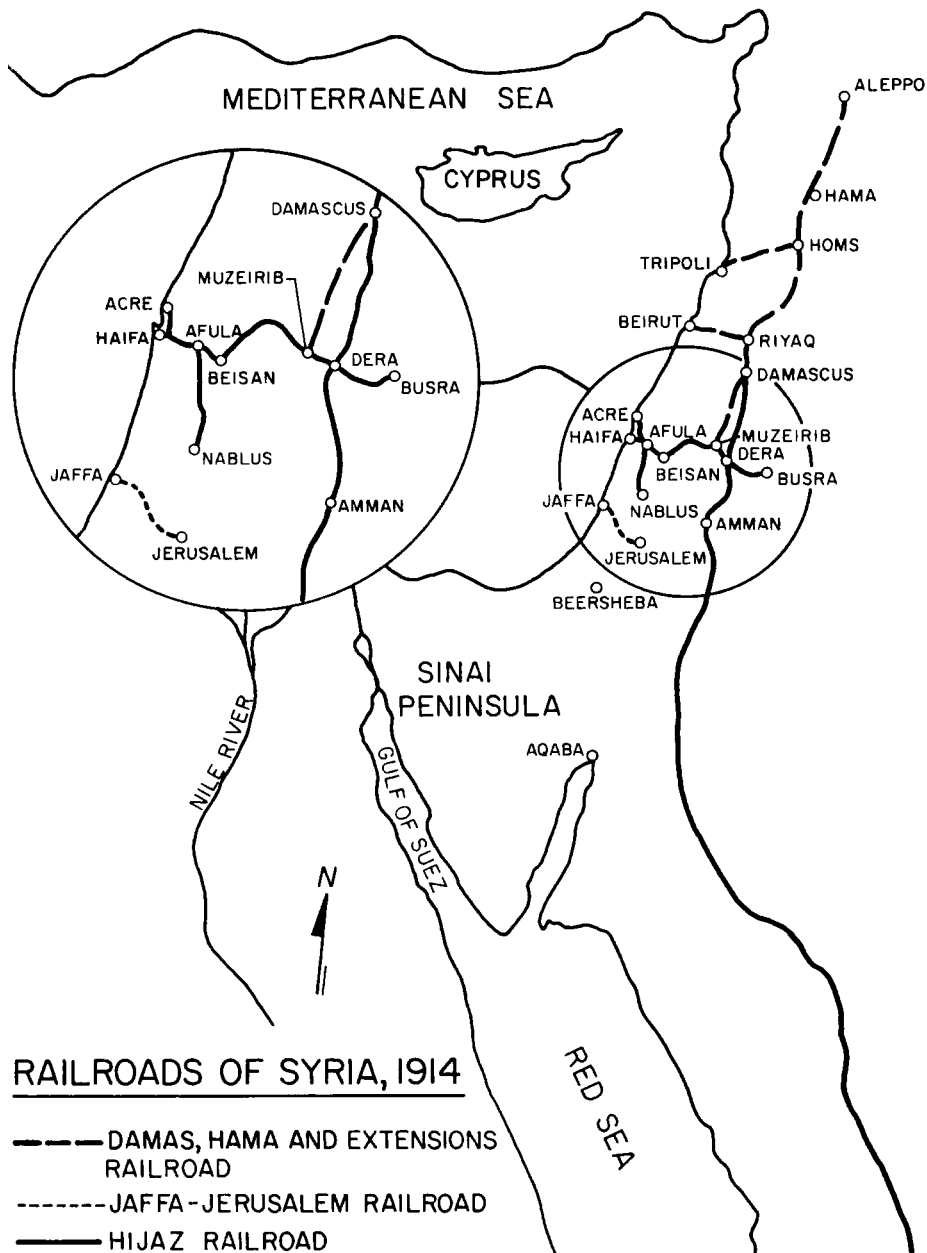 MEDITERRANEAN SEA
CYPRUS
ALEPPO
HAMA
HOMS
TRIPOLI
BEIRUT
RIYAQ
DAMASCUS
ACRE
HAIFA
AFULA
MUZEIRIB
DERA
BEISAN
BUSRA
NABLUS
JAFFA
AMMAN
JERUSALEM
BEERSHEBA
DAMASCUS
MUZEIRIB
ACRE
HAIFA
AFULA
BEISAN
DERA
BUSRA
NABLUS
JAFFA
AMMAN
JERUSALEM
SINAI
PENINSULA
AQABA
NILE RIVER
GULF OF SUEZ
N
RED SEA
RAILROADS OF SYRIA, 1914
DAMAS, HAMA AND EXTENSIONS
RAILROAD
JAFFA-JERUSALEM RAILROAD
HIJAZ RAILROAD